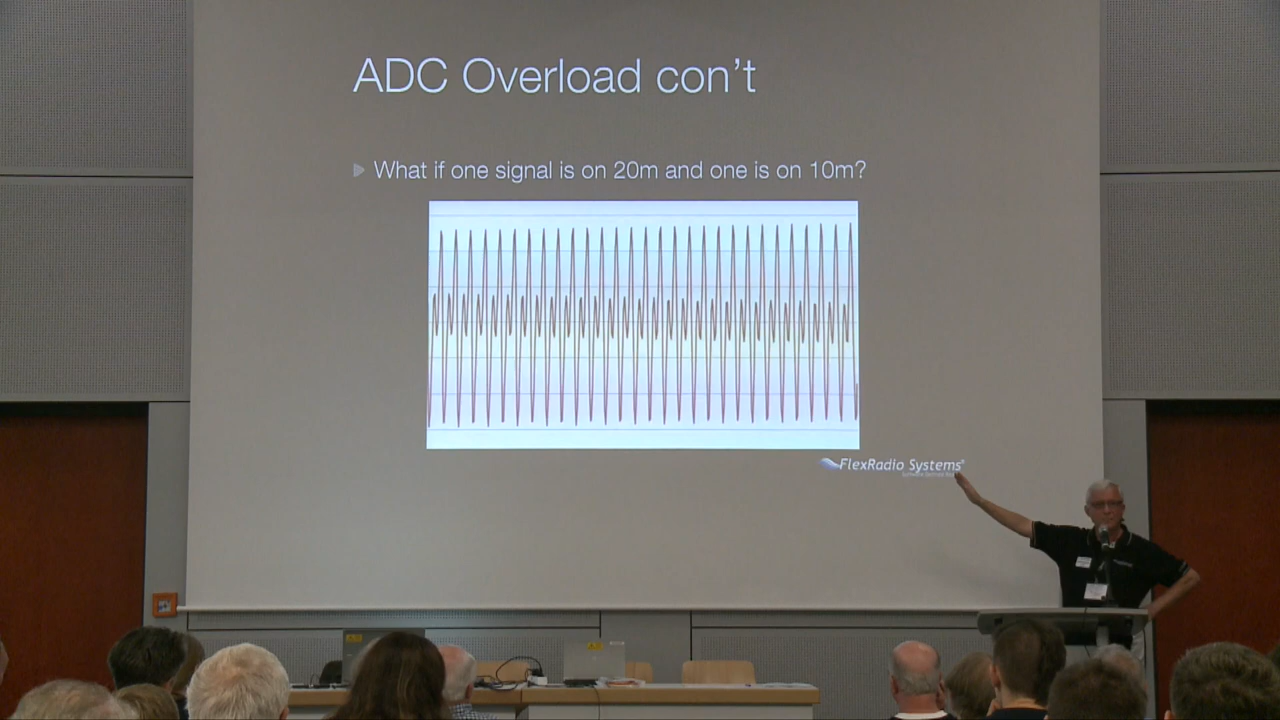 ADC Overload con't
What if one signal is on 20m and one is on 10m?
FlexRadio Systems®